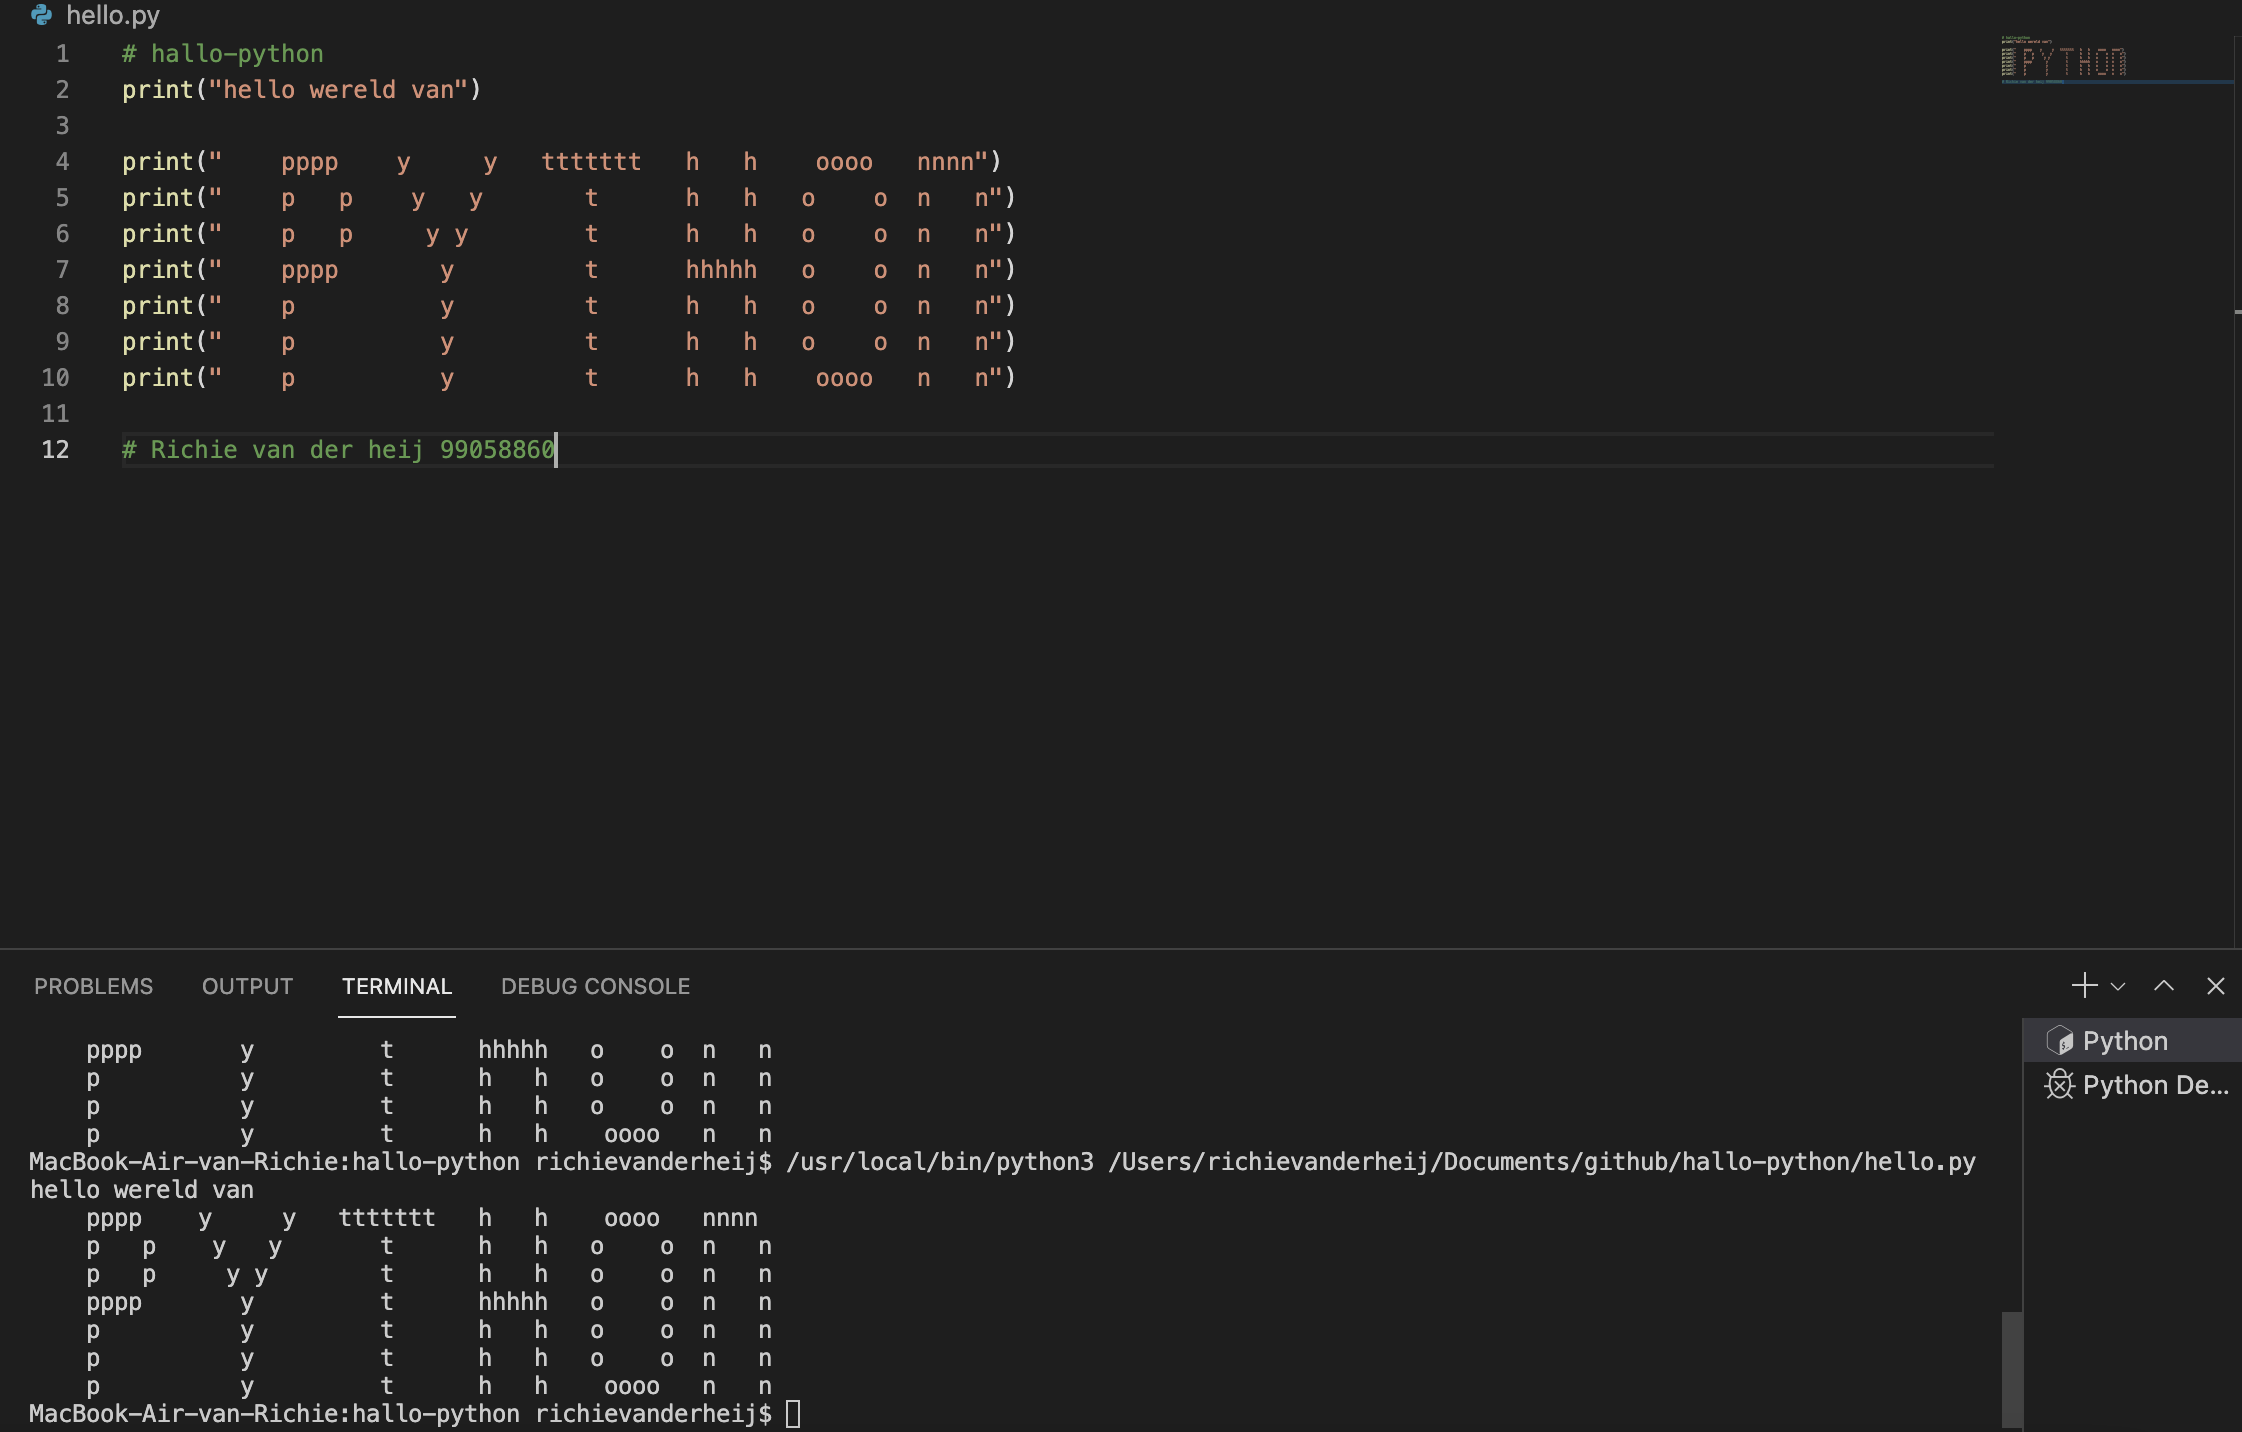 hello.py
1 # hallo-python
2 print("hello wereld van")
3
4 print("    pppp    y     y   ttttttt   h   h    oooo   nnnn")
5 print("    p   p    y   y       t      h   h   o    o  n   n")
6 print("    p   p     y y        t      h   h   o    o  n   n")
7 print("    pppp       y         t      hhhhh   o    o  n   n")
8 print("    p          y         t      h   h   o    o  n   n")
9 print("    p          y         t      h   h   o    o  n   n")
10 print("    p          y         t      h   h    oooo   n   n")
11
12 # Richie van der heij 99058860
PROBLEMS OUTPUT TERMINAL DEBUG CONSOLE
    pppp       y         t      hhhhh   o    o  n   n
    p          y         t      h   h   o    o  n   n
    p          y         t      h   h   o    o  n   n
    p          y         t      h   h    oooo   n   n
MacBook-Air-van-Richie:hallo-python richievanderheij$ /usr/local/bin/python3 /Users/richievanderheij/Documents/github/hallo-python/hello.py
hello wereld van
    pppp    y     y   ttttttt   h   h    oooo   nnnn
    p   p    y   y       t      h   h   o    o  n   n
    p   p     y y        t      h   h   o    o  n   n
    pppp       y         t      hhhhh   o    o  n   n
    p          y         t      h   h   o    o  n   n
    p          y         t      h   h   o    o  n   n
    p          y         t      h   h    oooo   n   n
MacBook-Air-van-Richie:hallo-python richievanderheij$
Python
Python De...